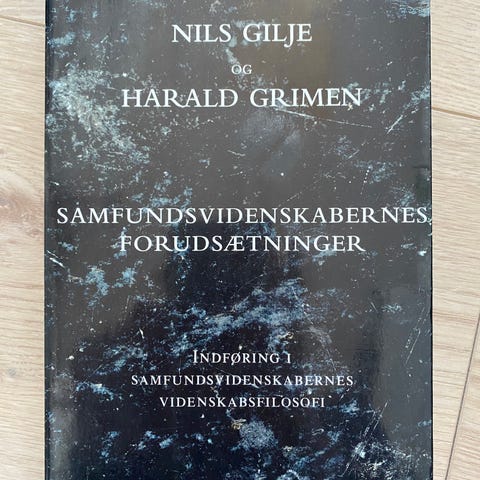 NILS GILJE
OG
HARALD GRIMEN
SAMFUNDSVIDENSKABERNES
FORUDSÆTNINGER
INDFØRING I
SAMFUNDSVIDENSKABERNES
VIDENSKABSFILOSOFI